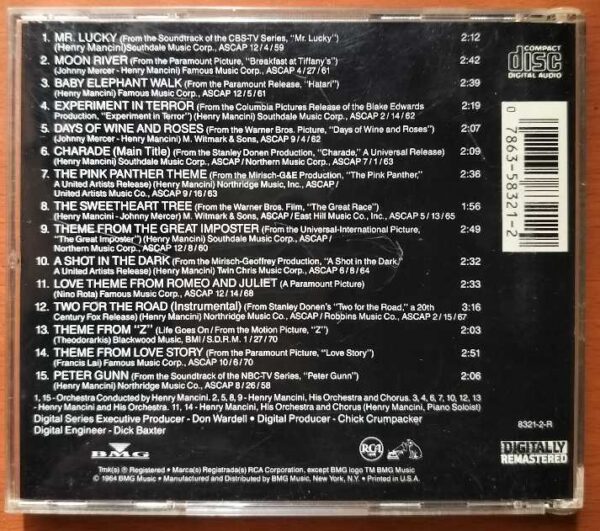 1. MR. LUCKY (From the Soundtrack of the CBS-TV Series, "Mr. Lucky") 2:12
(Henry Mancini)Southdale Music Corp., ASCAP 12/4/59
2. MOON RIVER (From the Paramount Picture, "Breakfast at Tiffany's") 2:42
(Johnny Mercer - Henry Mancini) Famous Music Corp., ASCAP 4/27/61
3. BABY ELEPHANT WALK (From the Paramount Release, "Hatari") 2:39
(Henry Mancini) Famous Music Corp., ASCAP 12/5/61
4. EXPERIMENT IN TERROR (From the Columbia Pictures Release of the Blake Edwards 2:19
Production, "Experiment in Terror") (Henry Mancini) Southdale Music Corp., ASCAP 2/14/62
5. DAYS OF WINE AND ROSES (From the Warner Bros. Picture, "Days of Wine and Roses") 2:07
(Johnny Mercer - Henry Mancini) M. Witmark & Sons, ASCAP 9/4/62
6. CHARADE (Main Title) (From the Stanley Donen Production, "Charade," A Universal Release) 2:09
(Henry Mancini) Southdale Music Corp., ASCAP/Northern Music Corp., ASCAP 7/1/63
7. THE PINK PANTHER THEME (From the Mirisch-G&E Production, "The Pink Panther," 2:36
A United Artists Release) (Henry Mancini) Northridge Music Inc., ASCAP/
United Artists Music Co., ASCAP 9/16/63
8. THE SWEETHEART TREE (From the Warner Bros. Film, "The Great Race") 1:56
(Henry Mancini - Johnny Mercer) M. Witmark & Sons, ASCAP/East Hill Music Co., Inc., ASCAP 5/13/65
9. THEME FROM THE GREAT IMPOSTER (From the Universal-International Picture, 2:49
"The Great Imposter") (Henry Mancini) Southdale Music Corp., ASCAP/
Northern Music Corp., ASCAP 12/8/60
10. A SHOT IN THE DARK (From the Mirisch-Geoffrey Production, "A Shot in the Dark," 2:32
a United Artists Release) (Henry Mancini) Twin Chris Music Corp., ASCAP 6/8/64
11. LOVE THEME FROM ROMEO AND JULIET (A Paramount Picture) 2:33
(Nino Rota) Famous Music Corp., ASCAP 12/14/68
12. TWO FOR THE ROAD (Instrumental) (From Stanley Donen's "Two for the Road," a 20th 3:16
Century Fox Release) (Henry Mancini) Northridge Music Co., ASCAP/Robbins Music Co., ASCAP 2/15/67
13. THEME FROM "Z" (Life Goes On/From the Motion Picture, "Z") 2:03
(Theodorarkis) Blackwood Music, BMI/S.D.R.M. 1/27/70
14. THEME FROM LOVE STORY (From the Paramount Picture, "Love Story") 2:51
(Francis Lai) Famous Music Corp., ASCAP 10/6/70
15. PETER GUNN (From the Soundtrack of the NBC-TV Series, "Peter Gunn") 2:06
(Henry Mancini) Northridge Music Co., ASCAP 8/26/58
1, 15 - Orchestra Conducted by Henry Mancini. 2, 5, 8, 9 - Henry Mancini, His Orchestra and Chorus. 3, 4, 6, 7, 10, 12, 13
- Henry Mancini and His Orchestra. 11, 14 - Henry Mancini, His Orchestra and Chorus (Henry Mancini, Piano Soloist)
Digital Series Executive Producer - Don Wardell • Digital Producer - Chick Crumpacker
Digital Engineer - Dick Baxter
BMG
RCA
Tmk(s) ® Registered • Marca(s) Registrada(s) RCA Corporation, except BMG logo TM BMG Music
© 1964 BMG Music • Manufactured and Distributed by BMG Music, New York, N.Y. • Printed in U.S.A.
COMPACT
disc
DIGITAL AUDIO
0 7863-58321-2
8321-2-R
DIGITALLY
REMASTERED